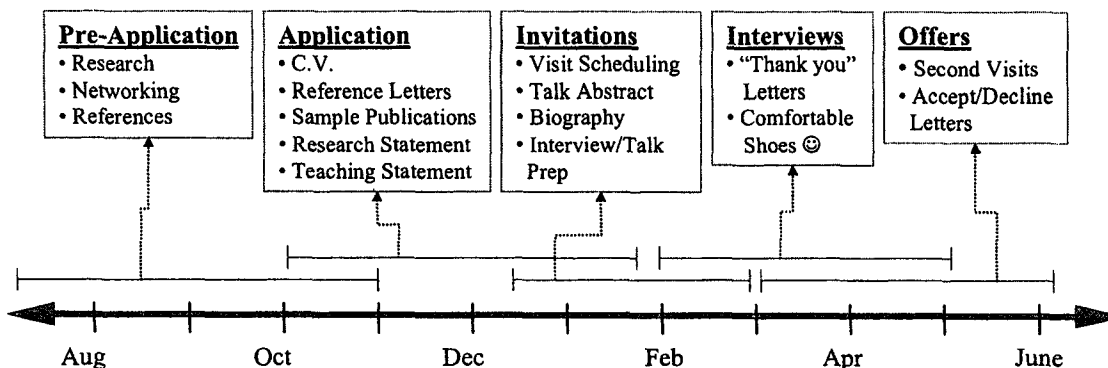 Pre-Application
• Research
• Networking
• References
Application
• C.V.
• Reference Letters
• Sample Publications
• Research Statement
• Teaching Statement
Invitations
• Visit Scheduling
• Talk Abstract
• Biography
• Interview/Talk
Prep
Interviews
• “Thank you”
Letters
• Comfortable
Shoes ☺
Offers
• Second Visits
• Accept/Decline
Letters
Aug Oct Dec Feb Apr June